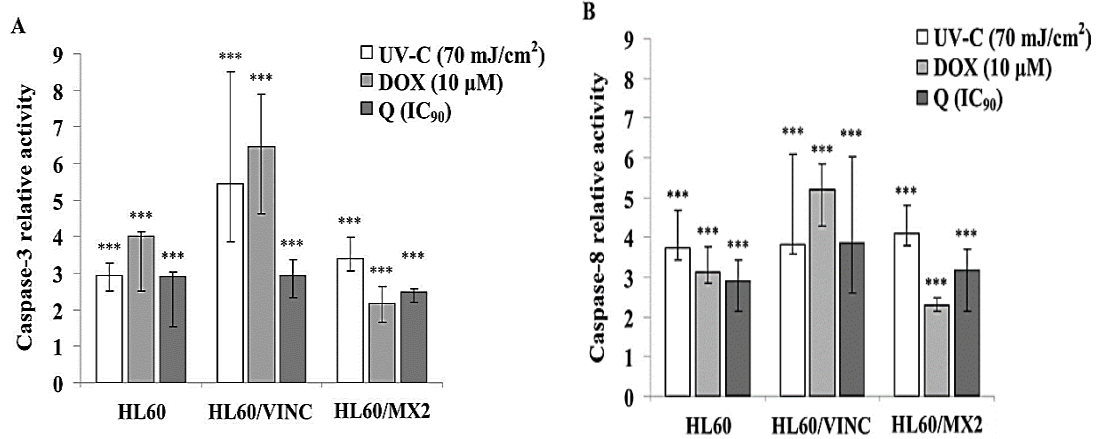 A
Caspase-3 relative activity
9
8
7
6
5
4
3
2
1
0
UV-C (70 mJ/cm²)
DOX (10 µM)
Q (IC₉₀)
*** *** ***
*** *** ***
*** *** ***
HL60 HL60/VINC HL60/MX2
B
Caspase-8 relative activity
9
8
7
6
5
4
3
2
1
0
UV-C (70 mJ/cm²)
DOX (10 µM)
Q (IC₉₀)
*** *** ***
*** *** ***
*** *** ***
HL60 HL60/VINC HL60/MX2